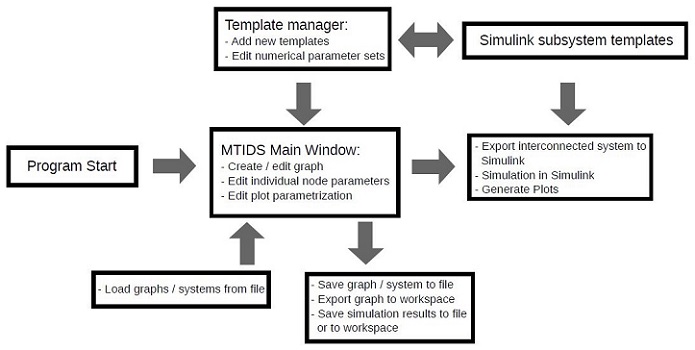 Template manager:
- Add new templates
- Edit numerical parameter sets
Simulink subsystem templates
Program Start
MTIDS Main Window:
- Create / edit graph
- Edit individual node parameters
- Edit plot parametrization
- Export interconnected system to
Simulink
- Simulation in Simulink
- Generate Plots
- Load graphs / systems from file
- Save graph / system to file
- Export graph to workspace
- Save simulation results to file
or to workspace